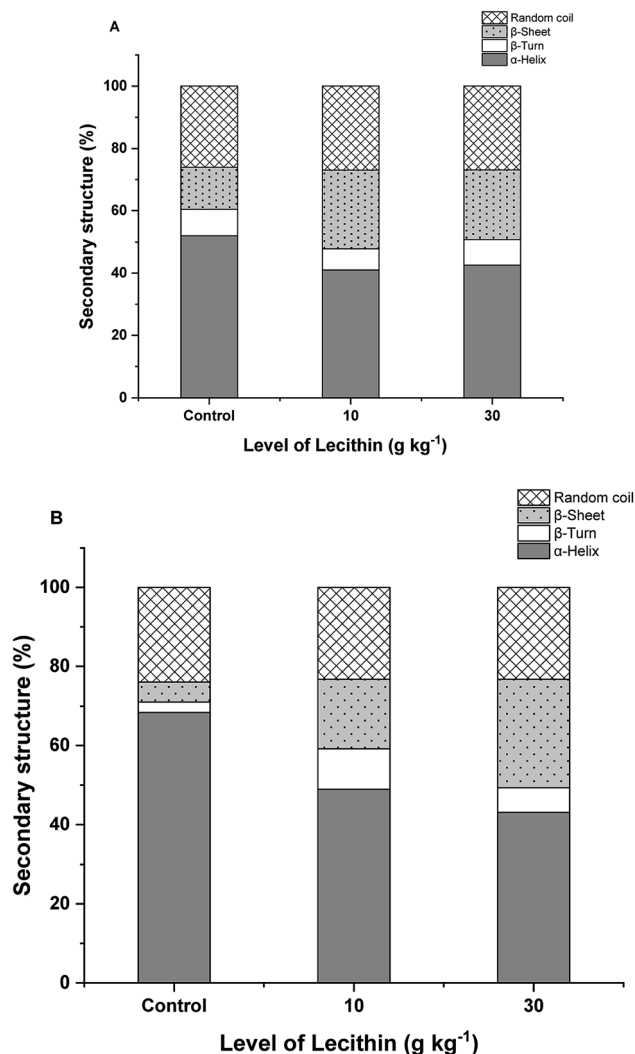 A
Random coil
β-Sheet
β-Turn
α-Helix
Secondary structure (%)
100
80
60
40
20
0
Control 10 30
Level of Lecithin (g kg⁻¹)
B
Random coil
β-Sheet
β-Turn
α-Helix
Secondary structure (%)
100
80
60
40
20
0
Control 10 30
Level of Lecithin (g kg⁻¹)